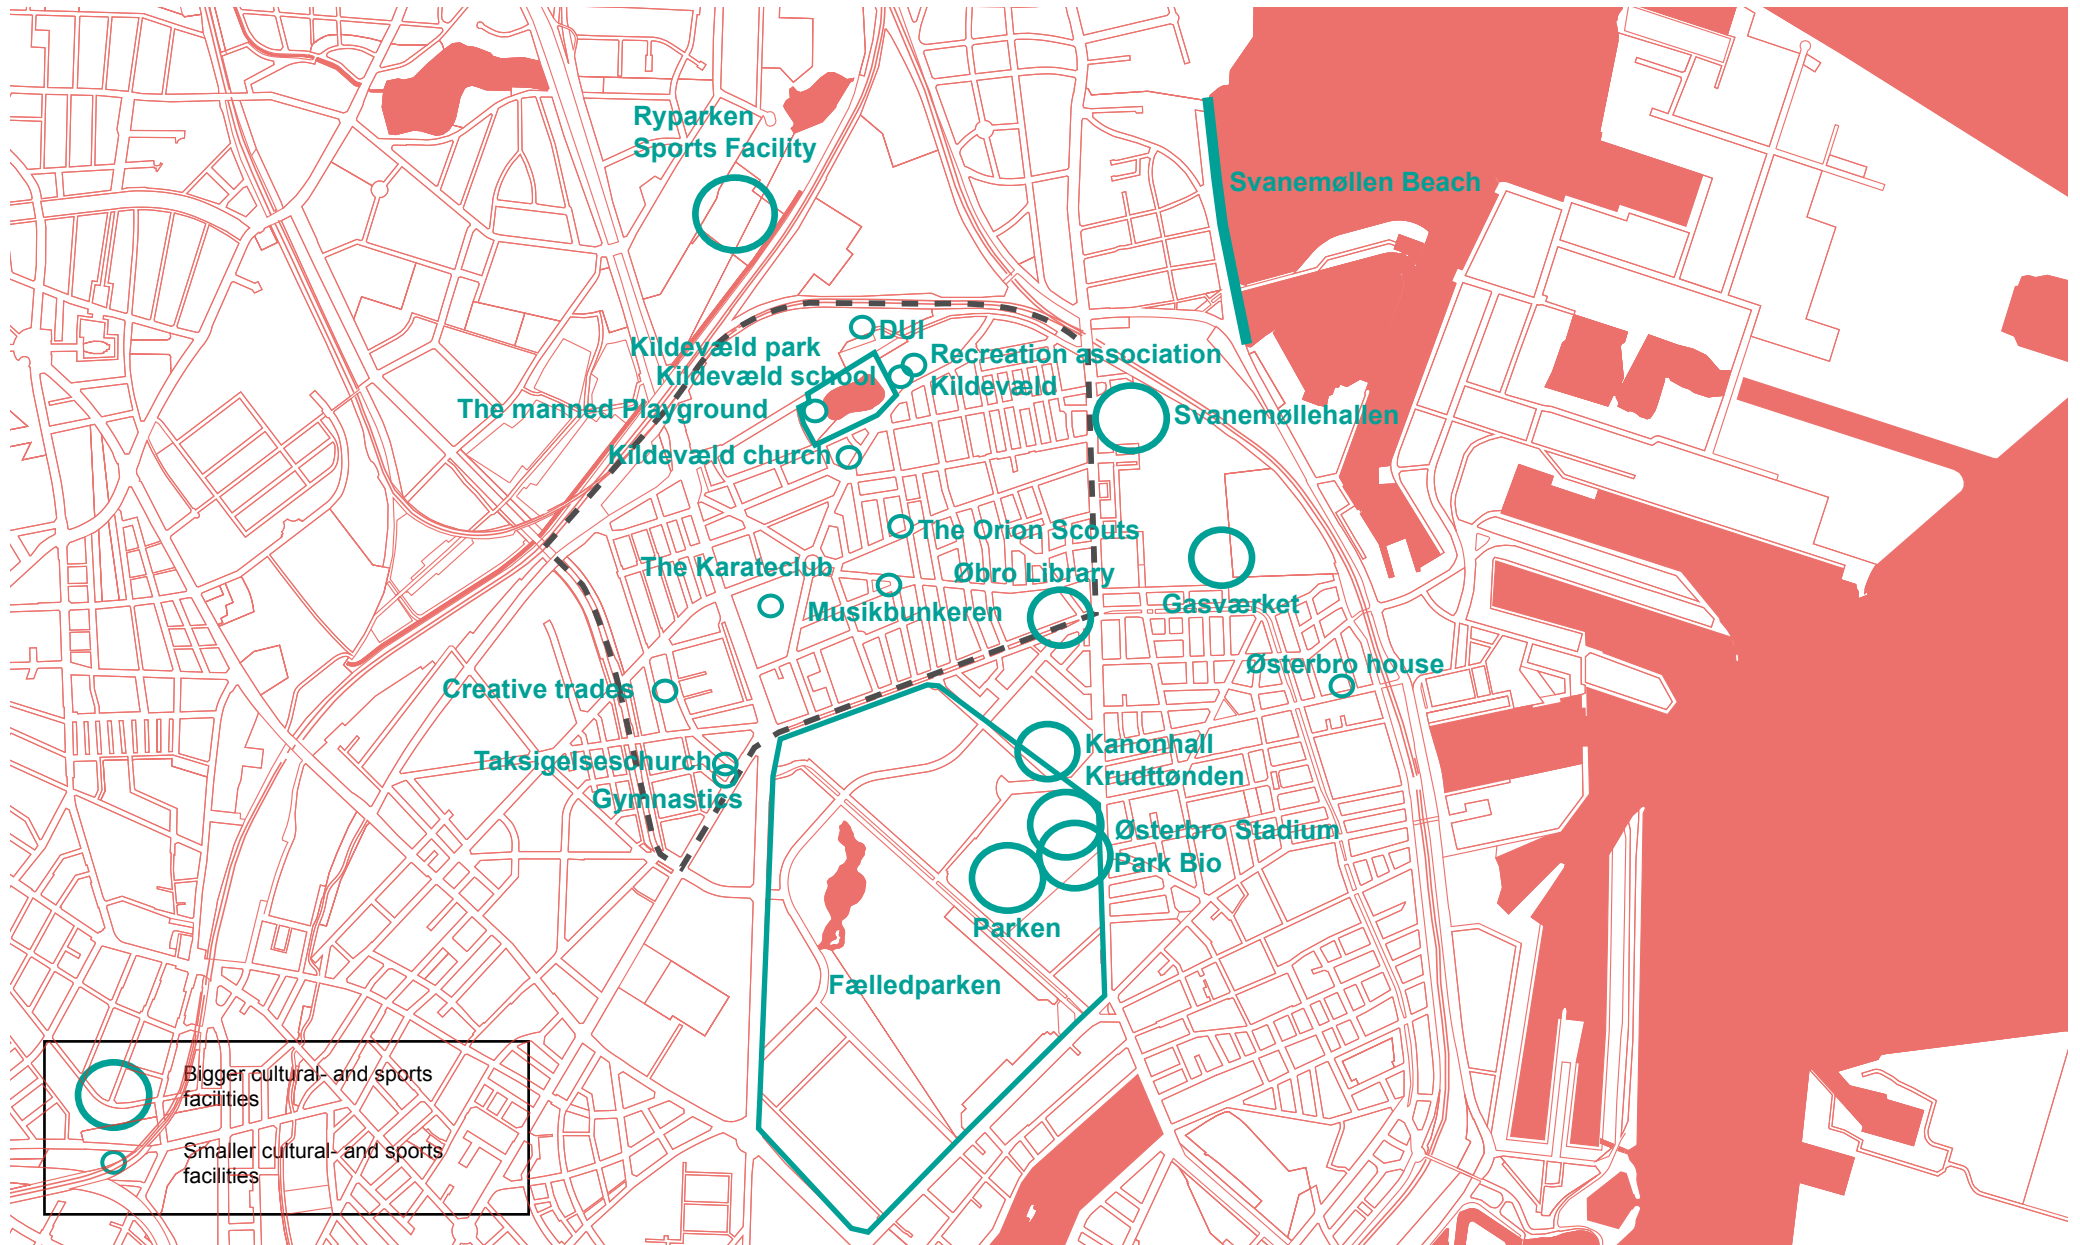 Ryparken
Sports Facility
Svanemøllen Beach
DUI
Kildevæld park
Recreation association
Kildevæld
Kildevæld school
The manned Playground
Svanemøllehallen
Kildevæld church
The Orion Scouts
The Karateclub
Øbro Library
Musikbunkeren
Gasværket
Østerbro house
Creative trades
Kanonhall
Krudttønden
Taksigelseschurch
Gymnastics
Østerbro Stadium
Park Bio
Parken
Fælledparken
Bigger cultural- and sports
facilities
Smaller cultural- and sports
facilities